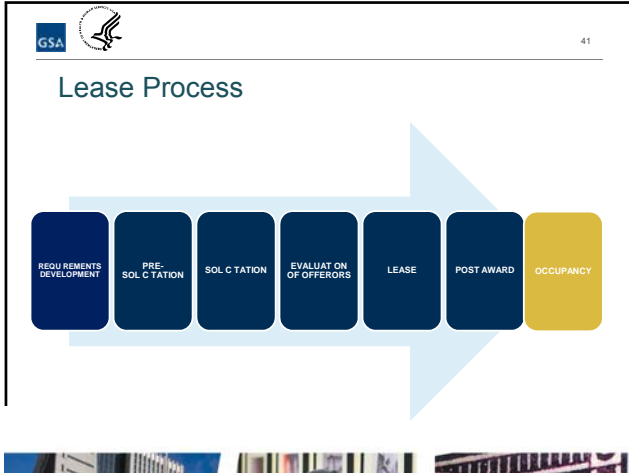 GSA
41
Lease Process
REQU REMENTS
DEVELOPMENT
PRE-
SOL C TATION
SOL C TATION
EVALUAT ON
OF OFFERORS
LEASE
POST AWARD
OCCUPANCY